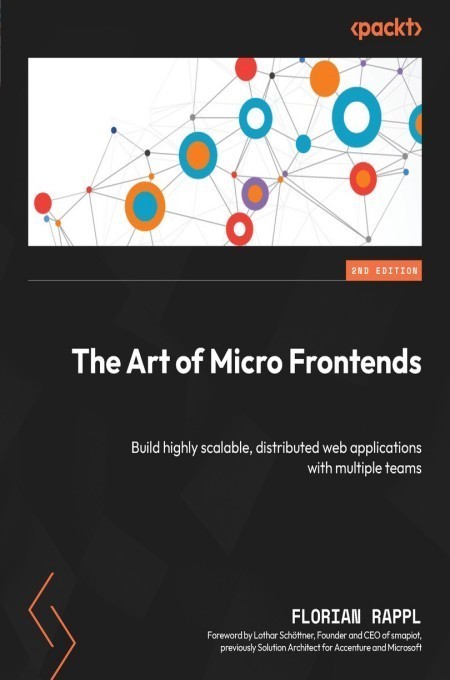 <packt>
2ND EDITION
The Art of Micro Frontends
Build highly scalable, distributed web applications
with multiple teams
FLORIAN RAPPL
Foreword by Lothar Schöttner, Founder and CEO of smapiot,
previously Solution Architect for Accenture and Microsoft